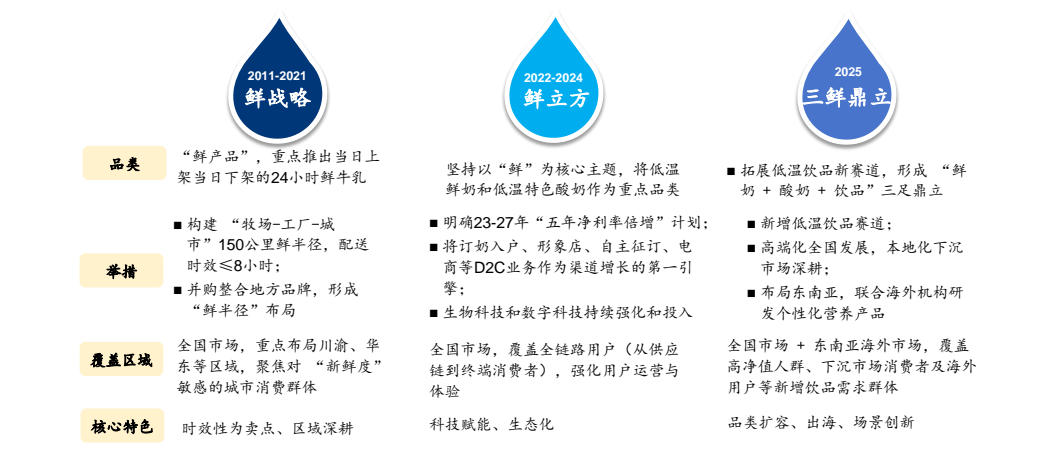 2011-2021
鲜战略
2022-2024
鲜立方
2025
三鲜鼎立
品类
“鲜产品”，重点推出当日上
架当日下架的24小时鲜牛乳
坚持以“鲜”为核心主题，将低温
鲜奶和低温特色酸奶作为重点品类
■ 拓展低温饮品新赛道，形成 “鲜
奶 + 酸奶 + 饮品”三足鼎立
举措
■ 构建 “牧场-工厂-城
市”150公里鲜半径，配送
时效≤8小时；
■ 并购整合地方品牌，形成
“鲜半径”布局
■ 明确23-27年“五年净利率倍增”计划；
■ 将订奶入户、形象店、自主征订、电
商等D2C业务作为渠道增长的第一引
擎；
■ 生物科技和数字科技持续强化和投入
■ 新增低温饮品赛道；
■ 高端化全国发展，本地化下沉
市场深耕；
■ 布局东南亚，联合海外机构研
发个性化营养产品
覆盖区域
全国市场，重点布局川渝、华
东等区域，聚焦对 “新鲜度”
敏感的城市消费群体
全国市场，覆盖全链路用户（从供应
链到终端消费者），强化用户运营与
体验
全国市场 + 东南亚海外市场，覆盖
高净值人群、下沉市场消费者及海外
用户等新增饮品需求群体
核心特色
时效性为卖点、区域深耕
科技赋能、生态化
品类扩容、出海、场景创新